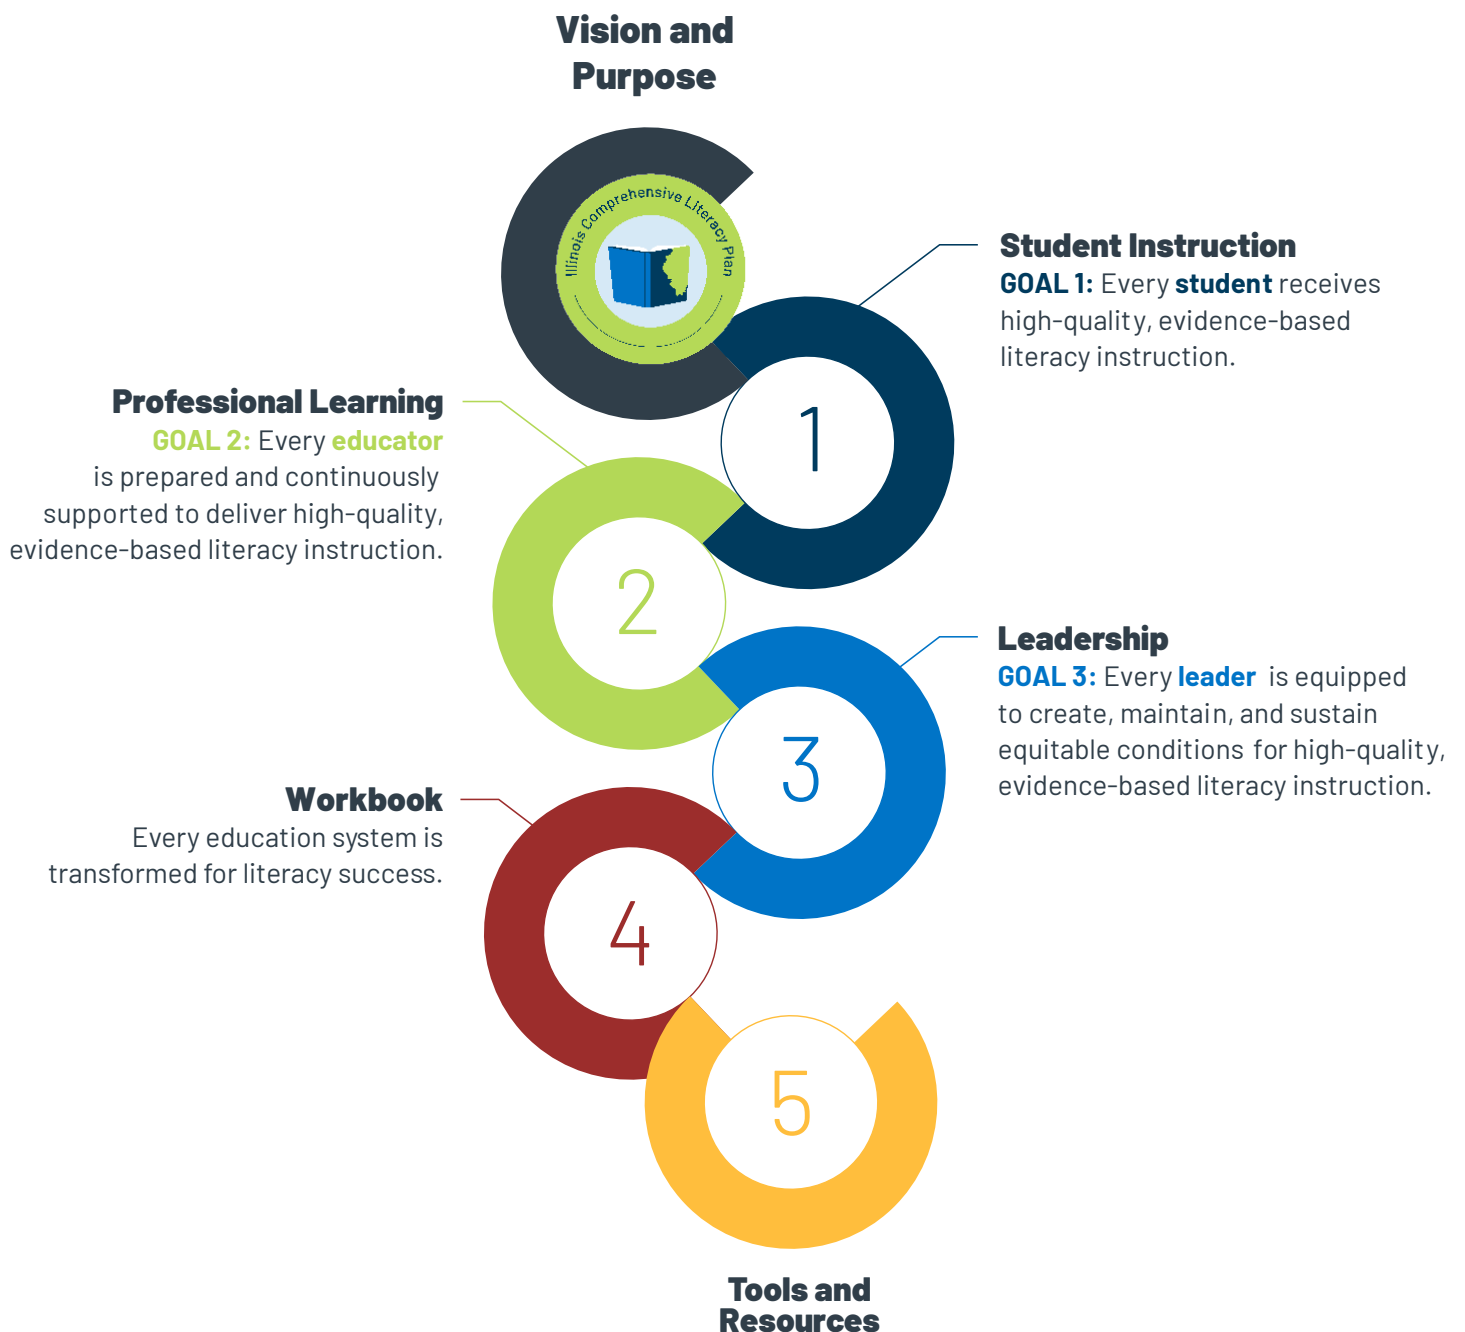 Vision and
Purpose
Illinois Comprehensive Literacy Plan
Student Instruction
GOAL 1: Every student receives
high-quality, evidence-based
literacy instruction.
1
Professional Learning
GOAL 2: Every educator
is prepared and continuously
supported to deliver high-quality,
evidence-based literacy instruction.
2
Leadership
GOAL 3: Every leader is equipped
to create, maintain, and sustain
equitable conditions for high-quality,
evidence-based literacy instruction.
3
Workbook
Every education system is
transformed for literacy success.
4
5
Tools and
Resources